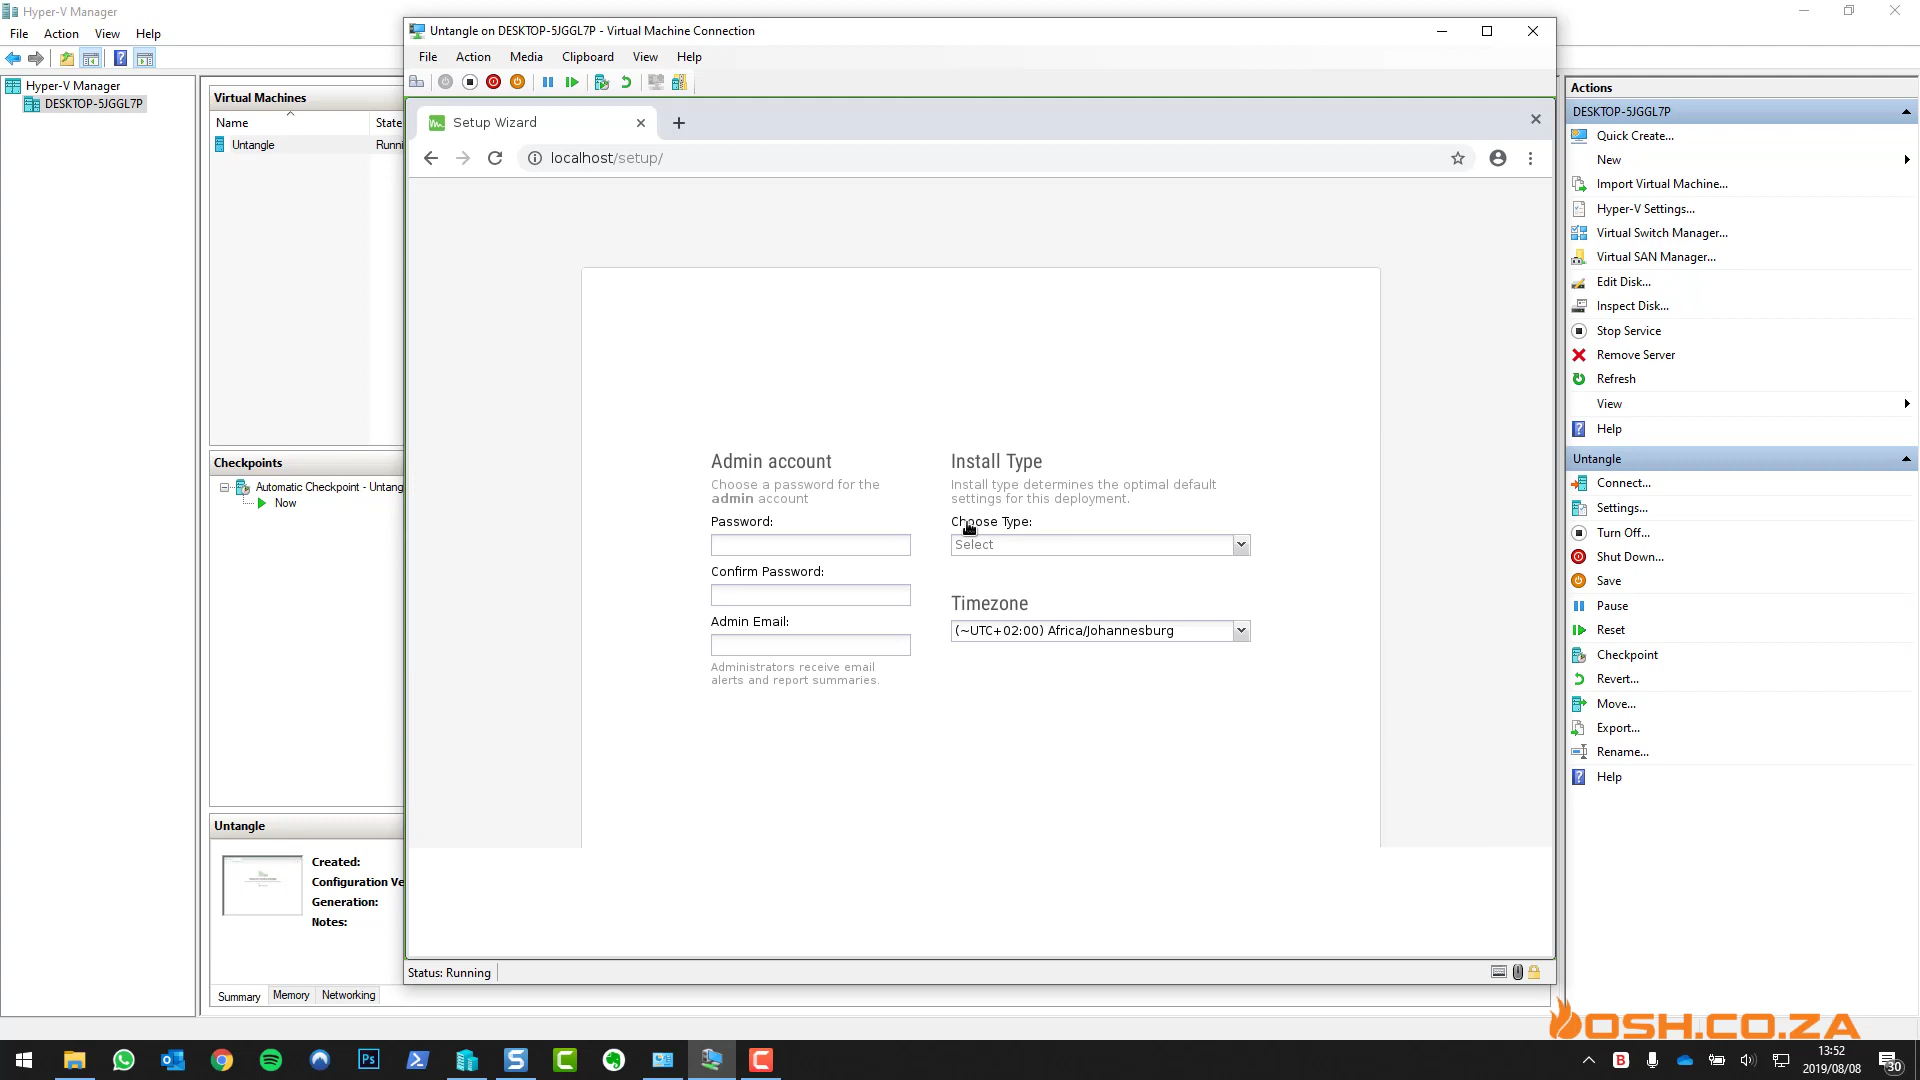 Hyper-V Manager
File Action View Help
Hyper-V Manager
DESKTOP-5JGGL7P
Virtual Machines
Name State
Untangle Runni
Checkpoints
Automatic Checkpoint - Untang
Now
Untangle
Created:
Configuration Ve
Generation:
Notes:
Summary Memory Networking
Untangle on DESKTOP-5JGGL7P - Virtual Machine Connection
File Action Media Clipboard View Help
Setup Wizard
localhost/setup/
Admin account
Choose a password for the
admin account
Password:
Confirm Password:
Admin Email:
Administrators receive email
alerts and report summaries.
Install Type
Install type determines the optimal default
settings for this deployment.
Choose Type:
Select
Timezone
(~UTC+02:00) Africa/Johannesburg
Status: Running
Actions
DESKTOP-5JGGL7P
Quick Create...
New
Import Virtual Machine...
Hyper-V Settings...
Virtual Switch Manager...
Virtual SAN Manager...
Edit Disk...
Inspect Disk...
Stop Service
Remove Server
Refresh
View
Help
Untangle
Connect...
Settings...
Turn Off...
Shut Down...
Save
Pause
Reset
Checkpoint
Revert...
Move...
Export...
Rename...
Help
OSH.CO.ZA
Ps
13:52
2019/08/08
30